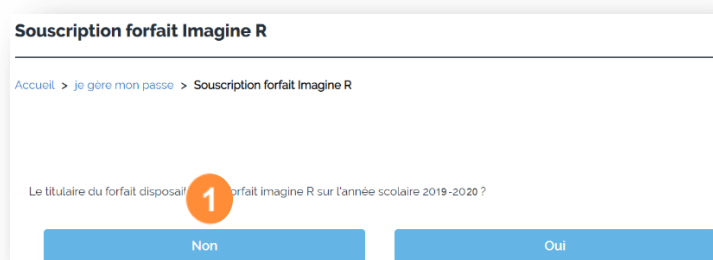 Souscription forfait Imagine R
Accueil > je gère mon passe > Souscription forfait Imagine R
Le titulaire du forfait disposait orfait imagine R sur l'année scolaire 2019-2020 ?
1
Non Oui